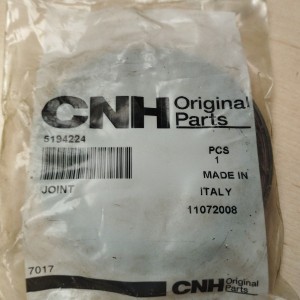 CNH Original
Parts
5194224
PCS
1
JOINT
MADE IN
ITALY
11072008
7017
CNH Original
Parts